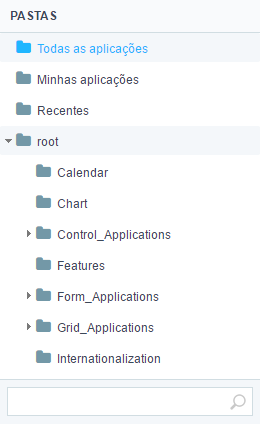 PASTAS
Todas as aplicações
Minhas aplicações
Recentes
root
Calendar
Chart
Control_Applications
Features
Form_Applications
Grid_Applications
Internationalization